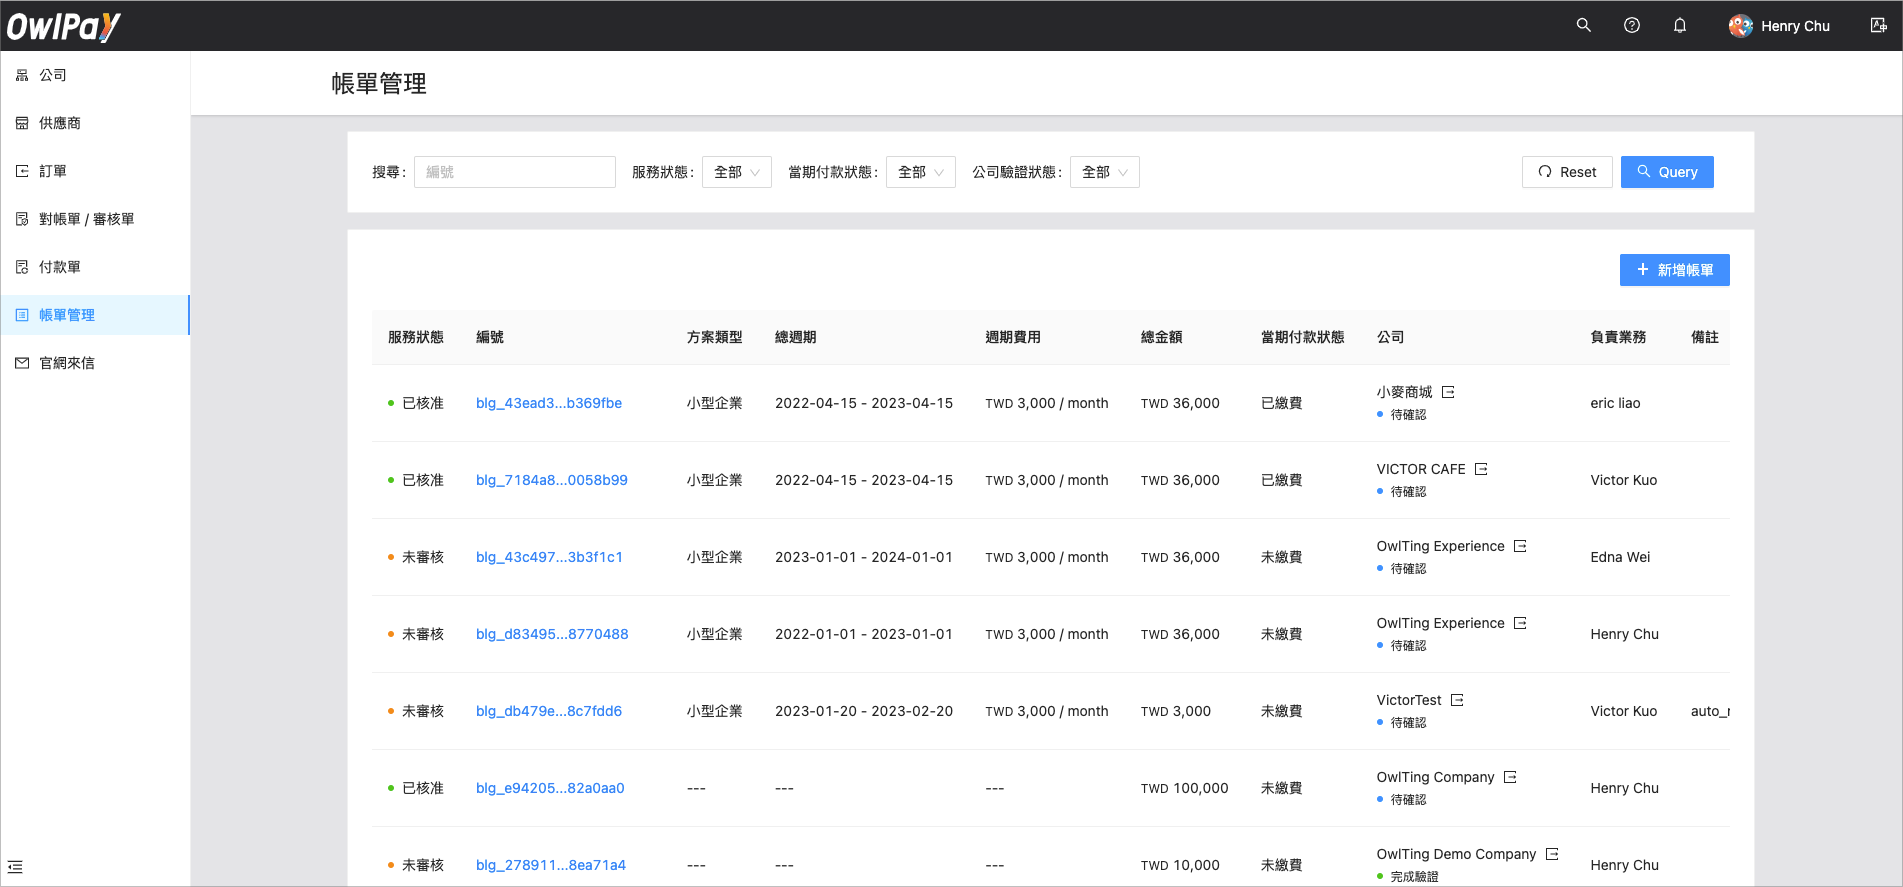 OwlPay
Henry Chu
公司
供應商
訂單
對帳單 / 審核單
付款單
帳單管理
官網來信
帳單管理
搜尋: 編號 服務狀態: 全部 當期付款狀態: 全部 公司驗證狀態: 全部 Reset Query
新增帳單
服務狀態 編號 方案類型 總週期 週期費用 總金額 當期付款狀態 公司 負責業務 備註
已核准 blg_43ead3...b369fbe 小型企業 2022-04-15 - 2023-04-15 TWD 3,000 / month TWD 36,000 已繳費 小麥商城 eric liao
待確認
已核准 blg_7184a8...0058b99 小型企業 2022-04-15 - 2023-04-15 TWD 3,000 / month TWD 36,000 已繳費 VICTOR CAFE Victor Kuo
待確認
未審核 blg_43c497...3b3f1c1 小型企業 2023-01-01 - 2024-01-01 TWD 3,000 / month TWD 36,000 未繳費 OwlTing Experience Edna Wei
待確認
未審核 blg_d83495...8770488 小型企業 2022-01-01 - 2023-01-01 TWD 3,000 / month TWD 36,000 未繳費 OwlTing Experience Henry Chu
待確認
未審核 blg_db479e...8c7fdd6 小型企業 2023-01-20 - 2023-02-20 TWD 3,000 / month TWD 3,000 未繳費 VictorTest Victor Kuo auto_
待確認
已核准 blg_e94205...82a0aa0 --- --- --- TWD 100,000 未繳費 OwlTing Company Henry Chu
待確認
未審核 blg_278911...8ea71a4 --- --- --- TWD 10,000 未繳費 OwlTing Demo Company Henry Chu
完成驗證